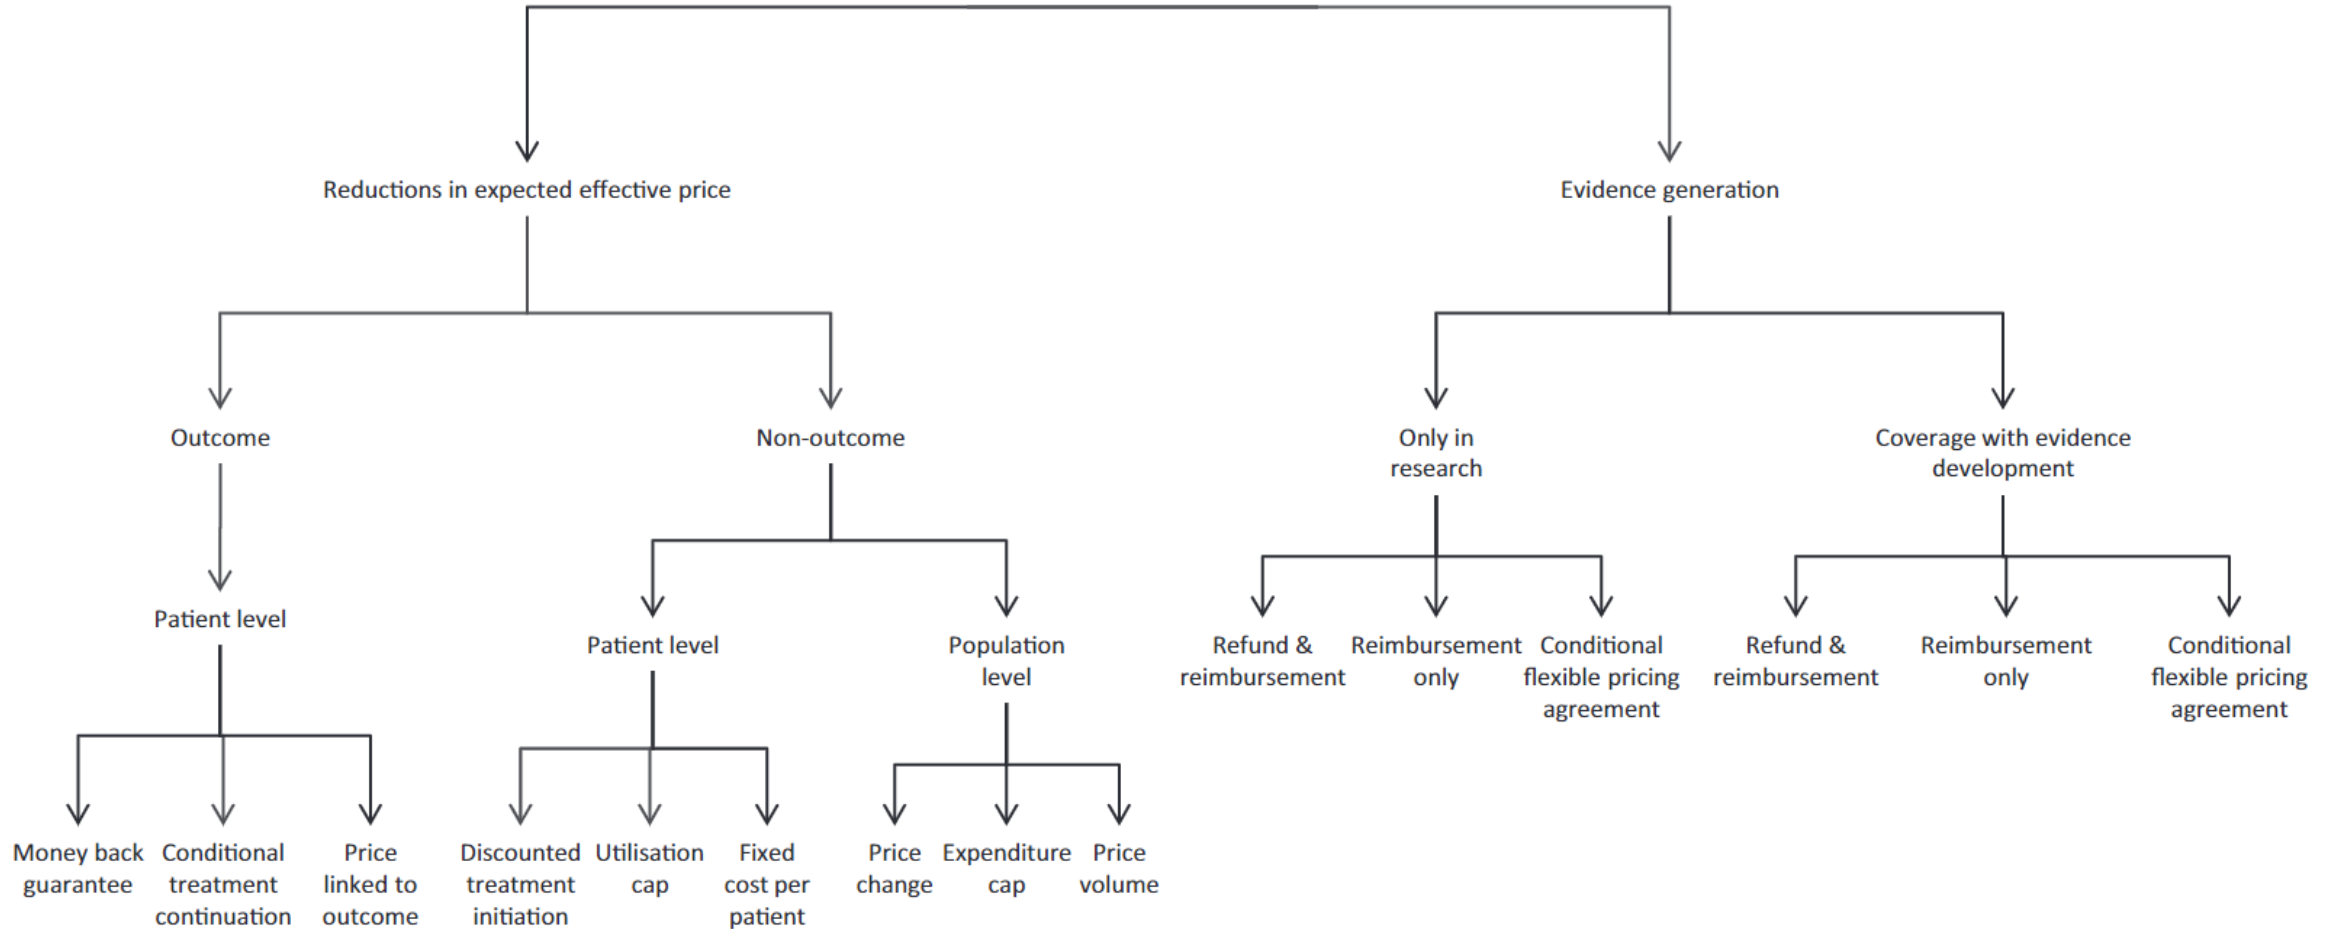 Reductions in expected effective price
Evidence generation
Outcome
Non-outcome
Only in
research
Coverage with evidence
development
Patient level
Patient level
Population
level
Refund &
reimbursement
Reimbursement
only
Conditional
flexible pricing
agreement
Refund &
reimbursement
Reimbursement
only
Conditional
flexible pricing
agreement
Money back
guarantee
Conditional
treatment
continuation
Price
linked to
outcome
Discounted
treatment
initiation
Utilisation
cap
Fixed
cost per
patient
Price
change
Expenditure
cap
Price
volume